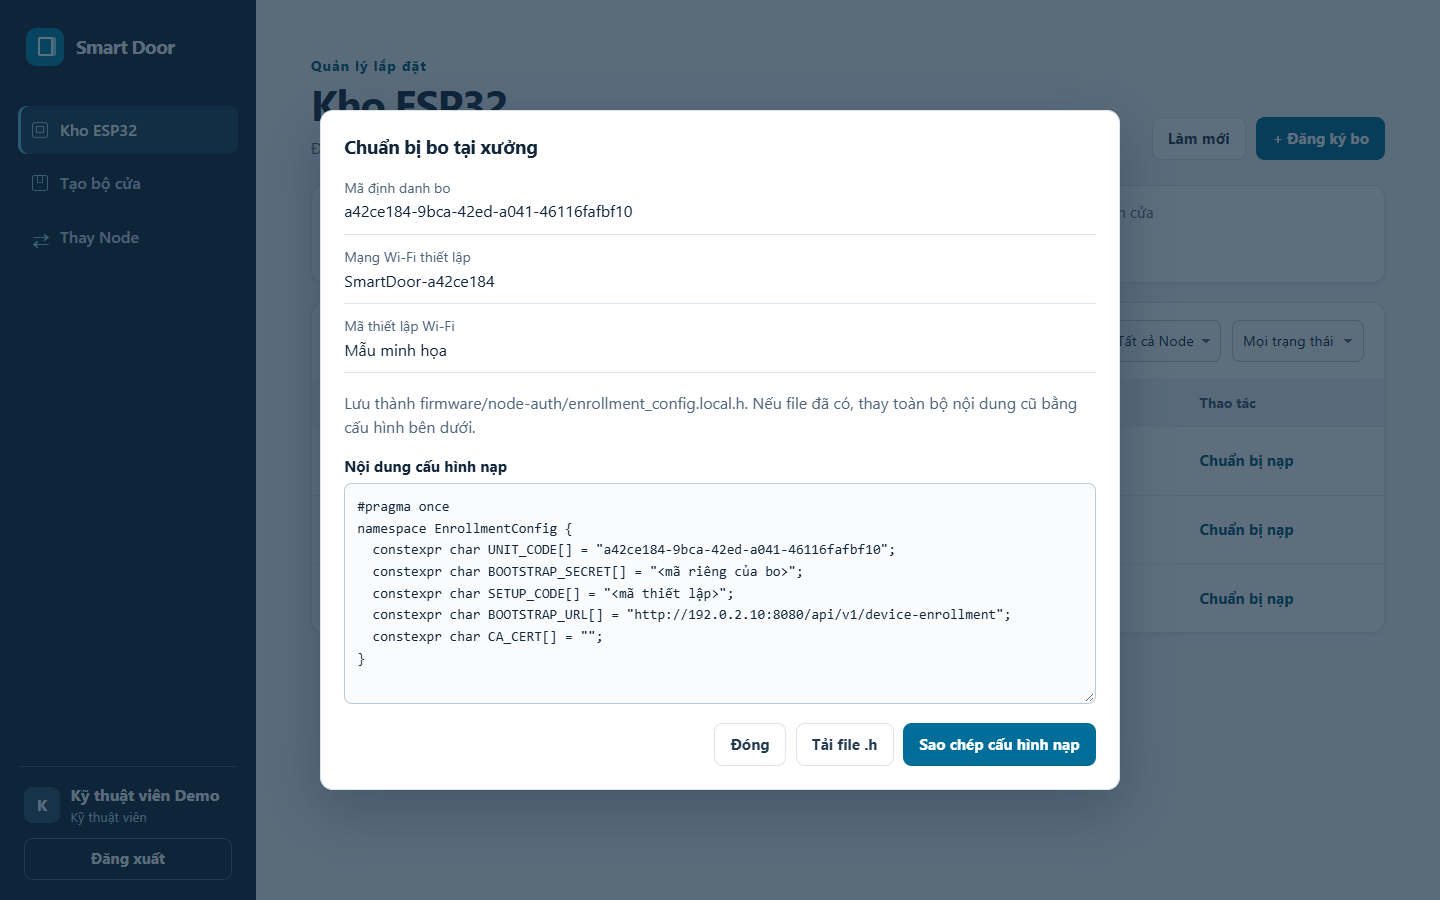 Smart Door
Kho ESP32
Tạo bộ cửa
Thay Node
Kỹ thuật viên Demo
K
Kỹ thuật viên
Đăng xuất
Quản lý lắp đặt
Kho ESP32
Làm mới
+ Đăng ký bo
cửa
Tất cả Node
Mọi trạng thái
Thao tác
Chuẩn bị nạp
Chuẩn bị nạp
Chuẩn bị nạp
Chuẩn bị bo tại xưởng
Mã định danh bo
a42ce184-9bca-42ed-a041-46116fafbf10
Mạng Wi-Fi thiết lập
SmartDoor-a42ce184
Mã thiết lập Wi-Fi
Mẫu minh họa
Lưu thành firmware/node-auth/enrollment_config.local.h. Nếu file đã có, thay toàn bộ nội dung cũ bằng
cấu hình bên dưới.
Nội dung cấu hình nạp
#pragma once
namespace EnrollmentConfig {
constexpr char UNIT_CODE[] = "a42ce184-9bca-42ed-a041-46116fafbf10";
constexpr char BOOTSTRAP_SECRET[] = "<mã riêng của bo>";
constexpr char SETUP_CODE[] = "<mã thiết lập>";
constexpr char BOOTSTRAP_URL[] = "http://192.0.2.10:8080/api/v1/device-enrollment";
constexpr char CA_CERT[] = "";
}
Đóng
Tải file .h
Sao chép cấu hình nạp